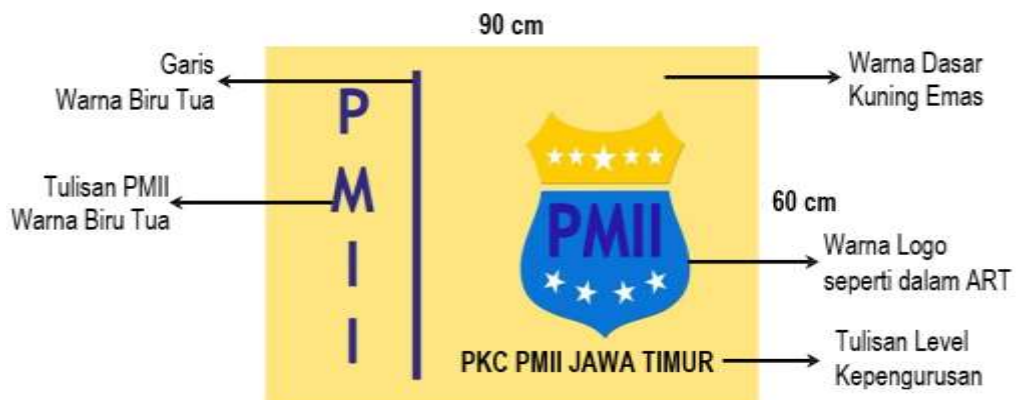 90 cm
Garis
Warna Biru Tua
Tulisan PMII
Warna Biru Tua
P
M
I
I
PMII
PKC PMII JAWA TIMUR
Warna Dasar
Kuning Emas
60 cm
Warna Logo
seperti dalam ART
Tulisan Level
Kepengurusan